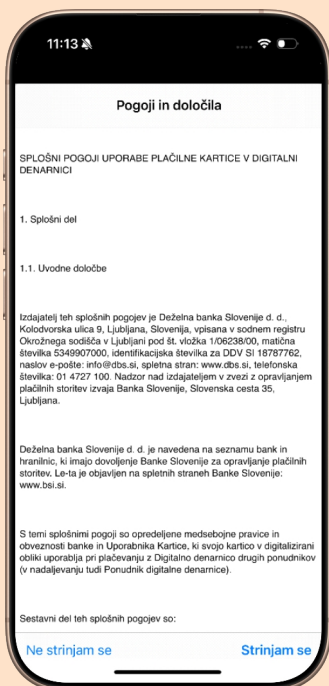 11:13
Pogoji in določila
SPLOŠNI POGOJI UPORABE PLAČILNE KARTICE V DIGITALNI
DENARNICI
1. Splošni del
1.1. Uvodne določbe
Izdajatelj teh splošnih pogojev je Deželna banka Slovenije d. d.,
Kolodvorska ulica 9, Ljubljana, Slovenija, vpisana v sodnem registru
Okrožnega sodišča v Ljubljani pod št. vložka 1/06238/00, matična
številka 5349907000, identifikacijska številka za DDV SI 18787762,
naslov e-pošte: info@dbs.si, spletna stran: www.dbs.si, telefonska
številka: 01 4727 100. Nadzor nad izdajateljem v zvezi z opravljanjem
plačilnih storitev izvaja Banka Slovenije, Slovenska cesta 35,
Ljubljana.
Deželna banka Slovenije d. d. je navedena na seznamu bank in
hranilnic, ki imajo dovoljenje Banke Slovenije za opravljanje plačilnih
storitev. Le-ta je objavljen na spletnih straneh Banke Slovenije:
www.bsi.si.
S temi splošnimi pogoji so opredeljene medsebojne pravice in
obveznosti banke in Uporabnika Kartice, ki svojo kartico v digitalizirani
obliki uporablja pri plačevanju z Digitalno denarnico drugih ponudnikov
(v nadaljevanju tudi Ponudnik digitalne denarnice).
Sestavni del teh splošnih pogojev so:
Ne strinjam se Strinjam se